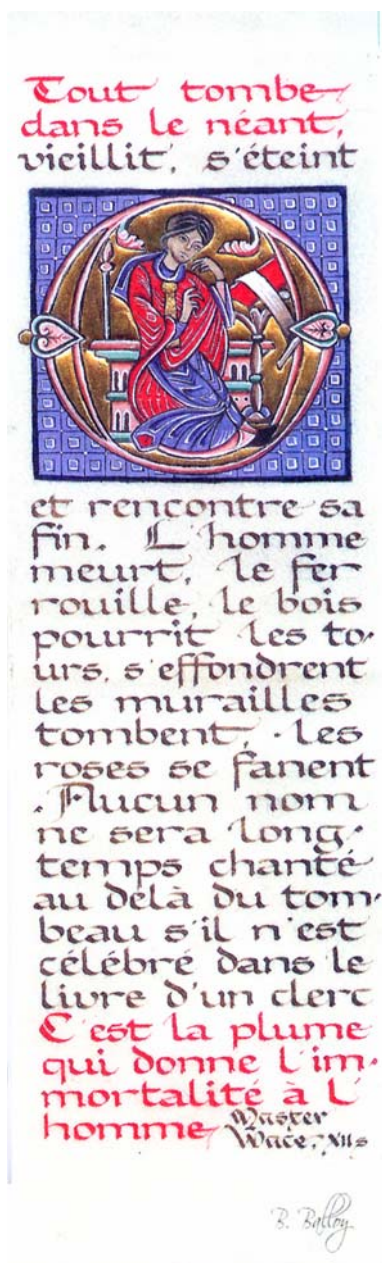 Tout tombe
dans le néant,
vieillit, s'éteint
et rencontre sa
fin. L'homme
meurt, le fer
rouille, le bois
pourrit les to-
urs, s'effondrent
les murailles
tombent, les
roses se fanent
. Aucun nom
ne sera long-
temps chanté
au delà du tom-
beau s'il n'est
célébré dans le
livre d'un clerc
C'est la plume
qui donne l'im-
mortalité à L'
homme
Master
Wace, XIIs
B. Balloy